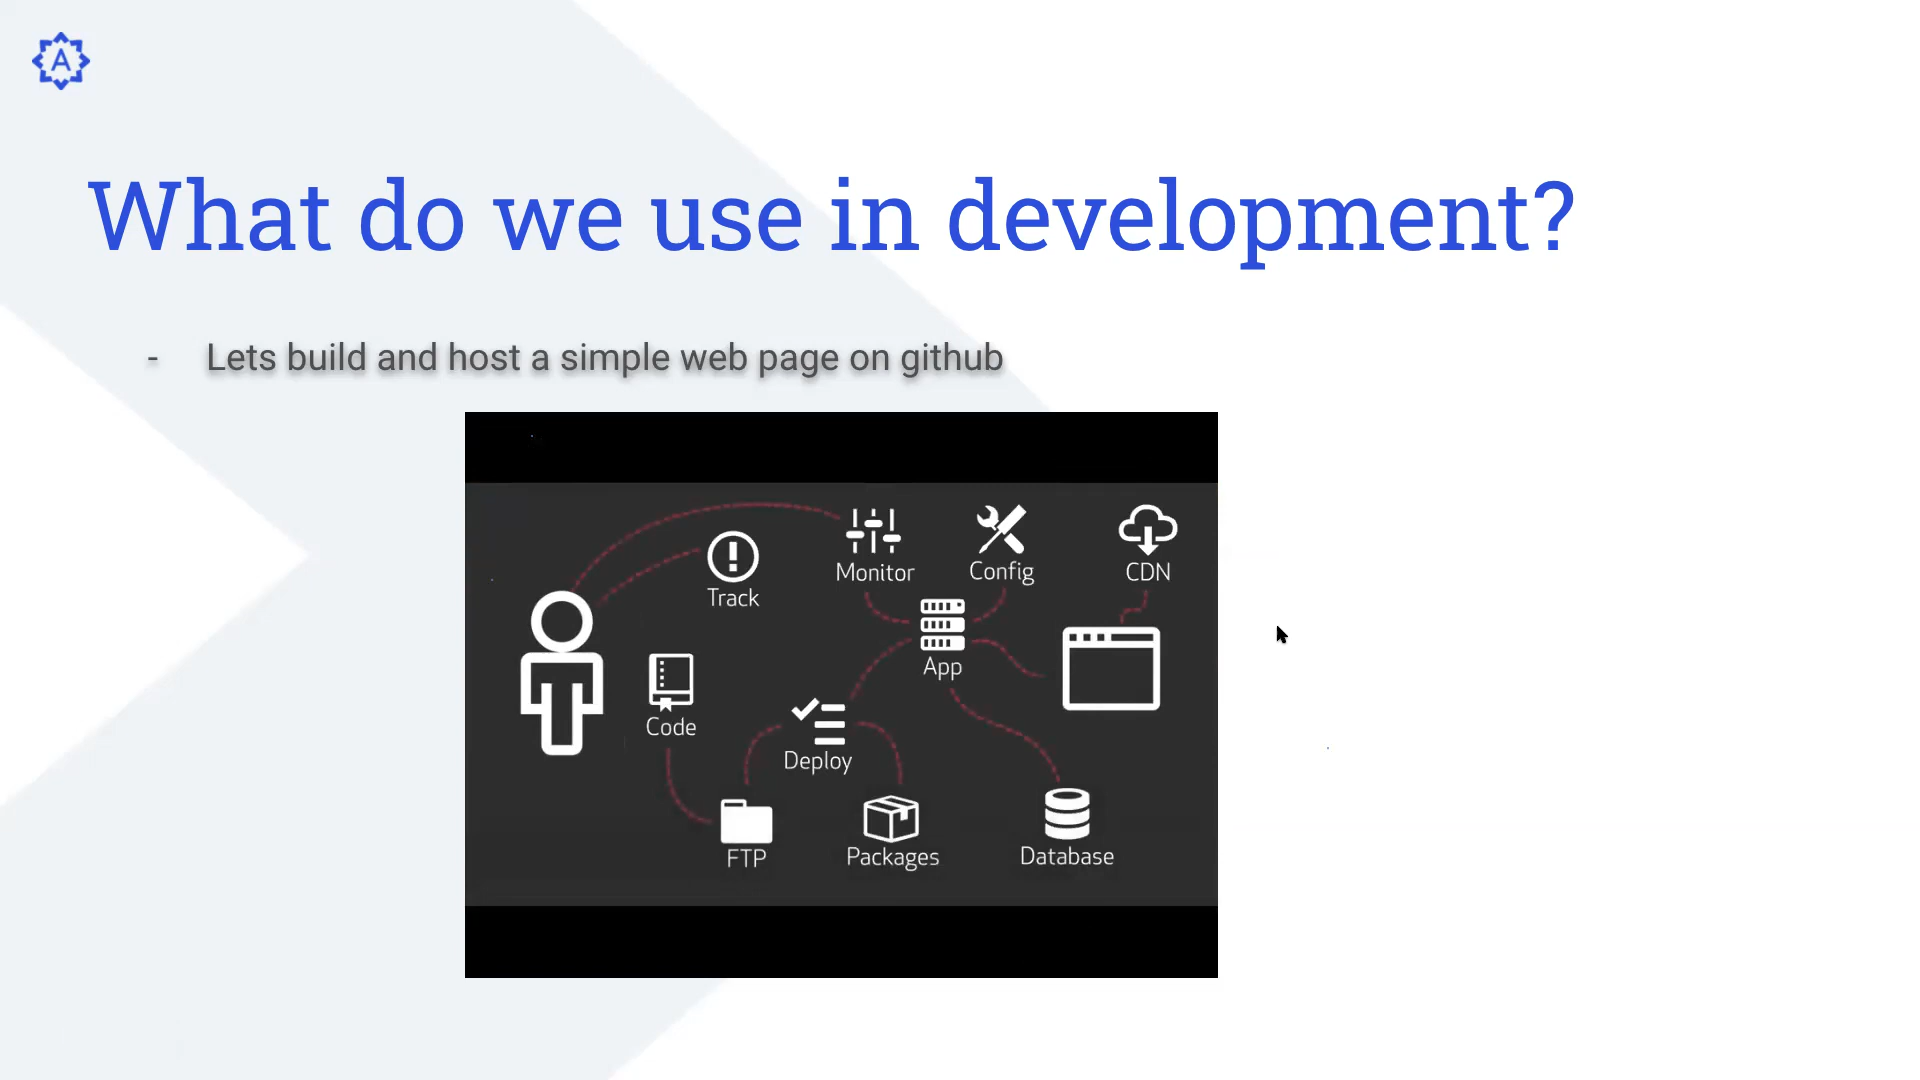 A
What do we use in development?
- Lets build and host a simple web page on github
Monitor
Config
CDN
Track
App
Code
Deploy
FTP
Packages
Database